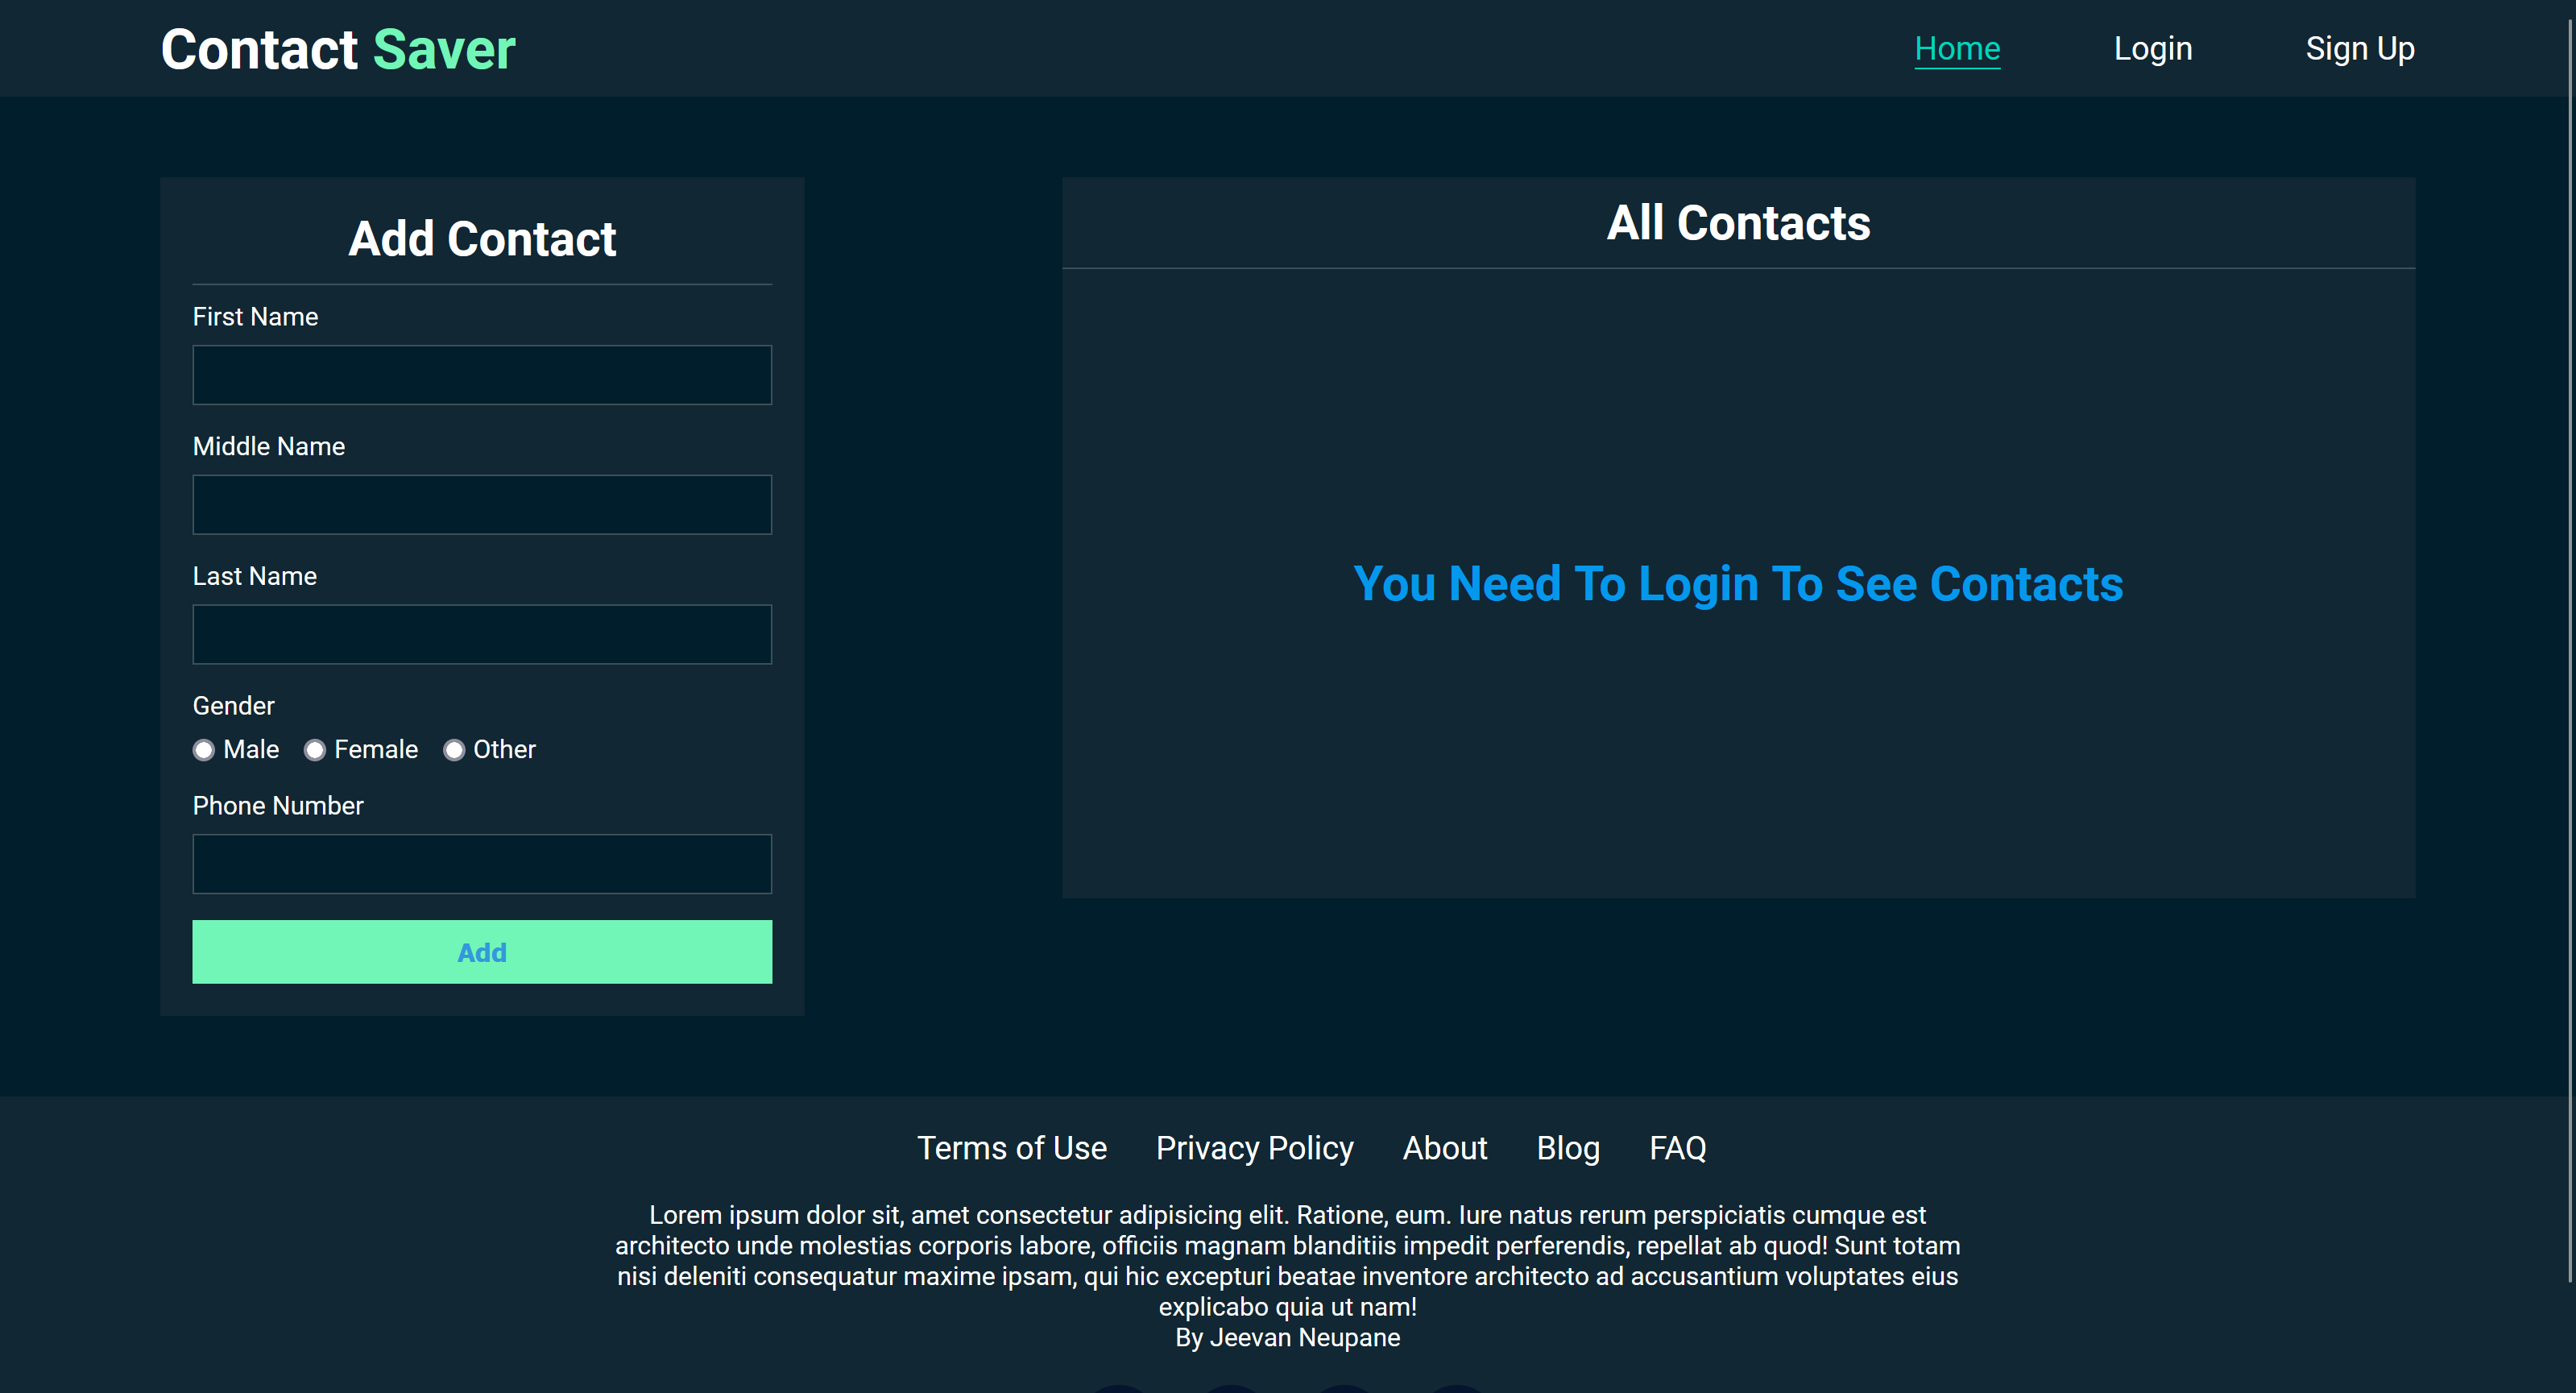 Contact Saver
Home
Login
Sign Up
Add Contact
First Name
Middle Name
Last Name
Gender
Male
Female
Other
Phone Number
Add
All Contacts
You Need To Login To See Contacts
Terms of Use
Privacy Policy
About
Blog
FAQ
Lorem ipsum dolor sit, amet consectetur adipisicing elit. Ratione, eum. Iure natus rerum perspiciatis cumque est
architecto unde molestias corporis labore, officiis magnam blanditiis impedit perferendis, repellat ab quod! Sunt totam
nisi deleniti consequatur maxime ipsam, qui hic excepturi beatae inventore architecto ad accusantium voluptates eius
explicabo quia ut nam!
By Jeevan Neupane